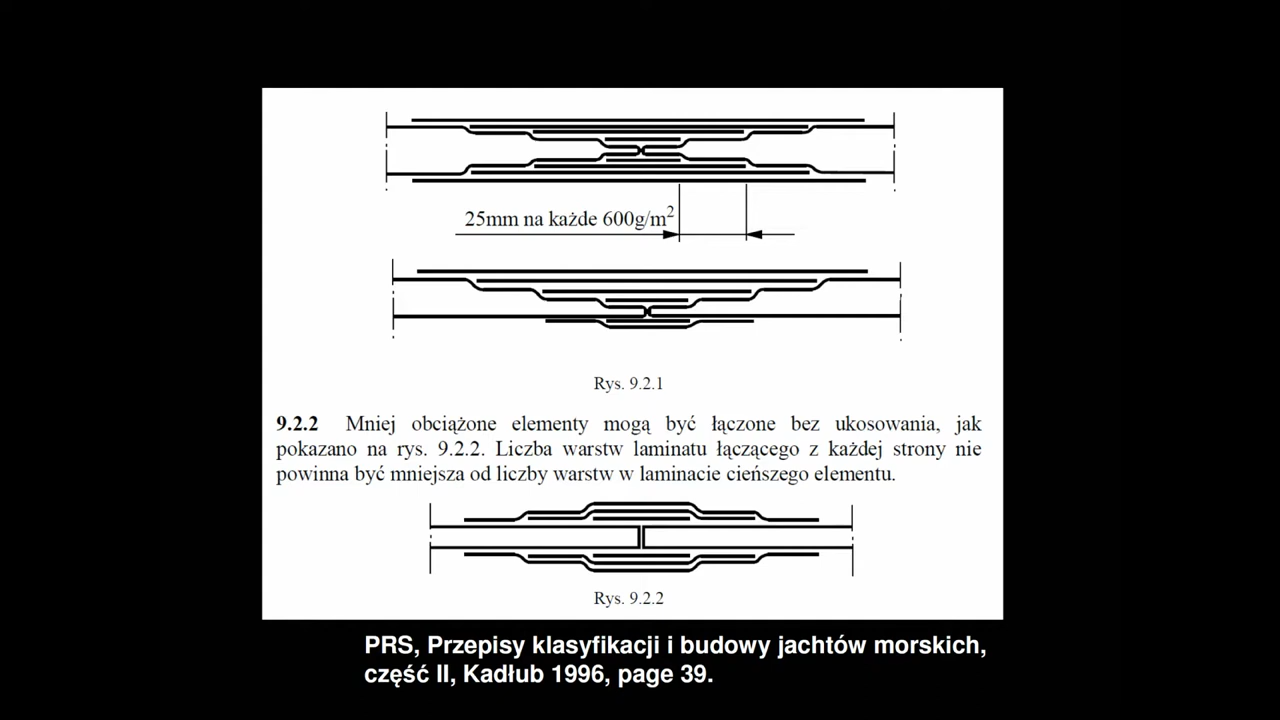 25mm na każde 600g/m²
Rys. 9.2.1
9.2.2 Mniej obciążone elementy mogą być łączone bez ukosowania, jak
pokazano na rys. 9.2.2. Liczba warstw laminatu łączącego z każdej strony nie
powinna być mniejsza od liczby warstw w laminacie cieńszego elementu.
Rys. 9.2.2
PRS, Przepisy klasyfikacji i budowy jachtów morskich,
część II, Kadłub 1996, page 39.